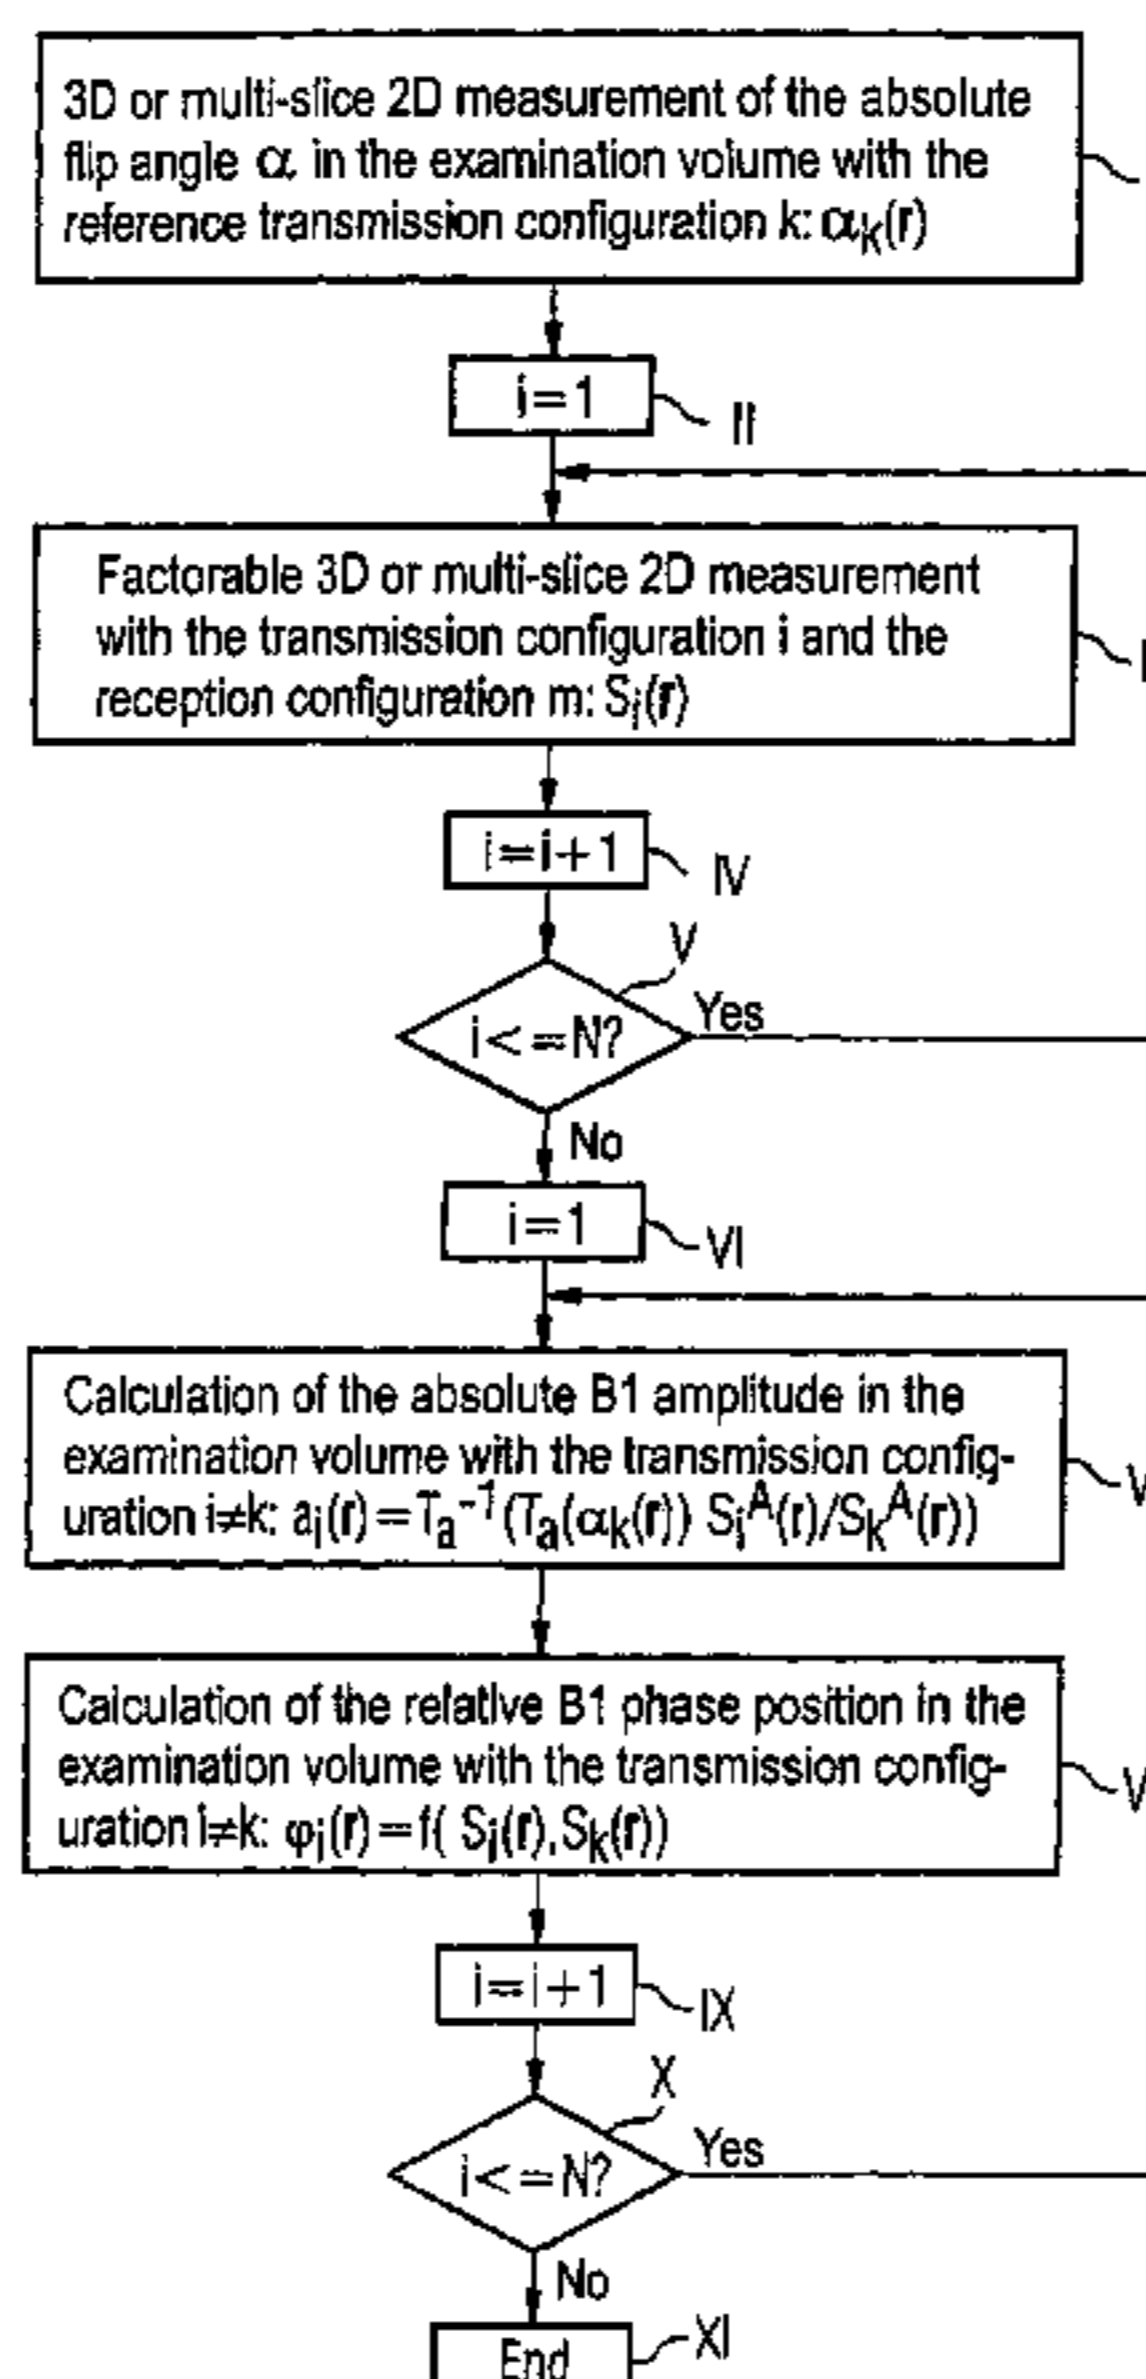 3D or multi-slice 2D measurement of the absolute
flip angle α in the examination volume with the
reference transmission configuration k: αk(r)
i=1
II
Factorable 3D or multi-slice 2D measurement
with the transmission configuration i and the
reception configuration m: Si(r)
i=i+1
IV
V
i<=N?
Yes
No
i=1
VI
Calculation of the absolute B1 amplitude in the
examination volume with the transmission config-
uration i≠k: ai(r)=Ta⁻¹(Ta(αk(r)) SiᴬA(r)/SkᴬA(r))
Calculation of the relative B1 phase position in the
examination volume with the transmission config-
uration i≠k: φi(r)=f( Si(r),Sk(r))
i=i+1
IX
X
i<=N?
Yes
No
End
XI